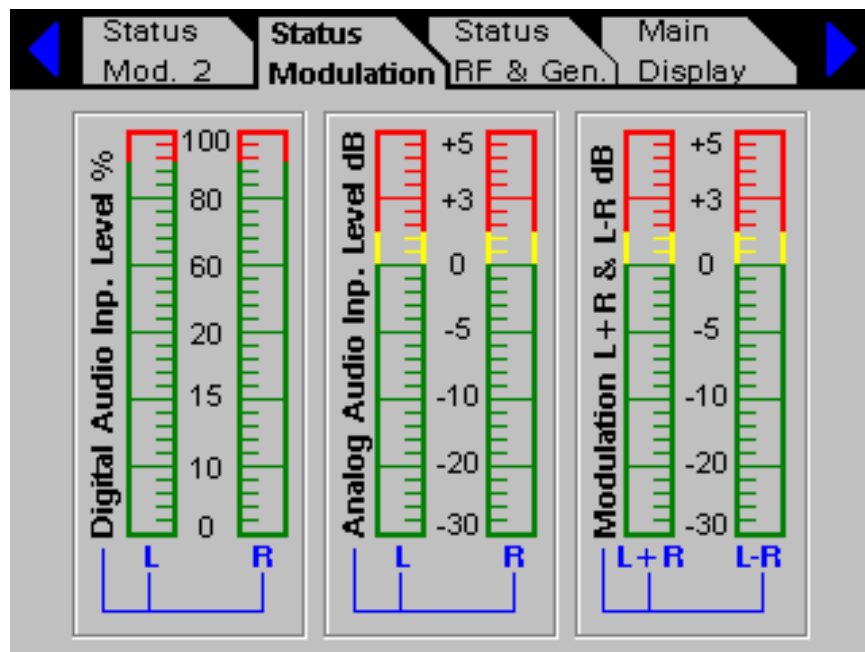 Status
Mod. 2
Status
Modulation
Status
RF & Gen.
Main
Display
Digital Audio Inp. Level %
100
80
60
20
15
10
0
L
R
Analog Audio Inp. Level dB
+5
+3
0
-5
-10
-20
-30
L
R
Modulation L+R & L-R dB
+5
+3
0
-5
-10
-20
-30
L+R
L-R